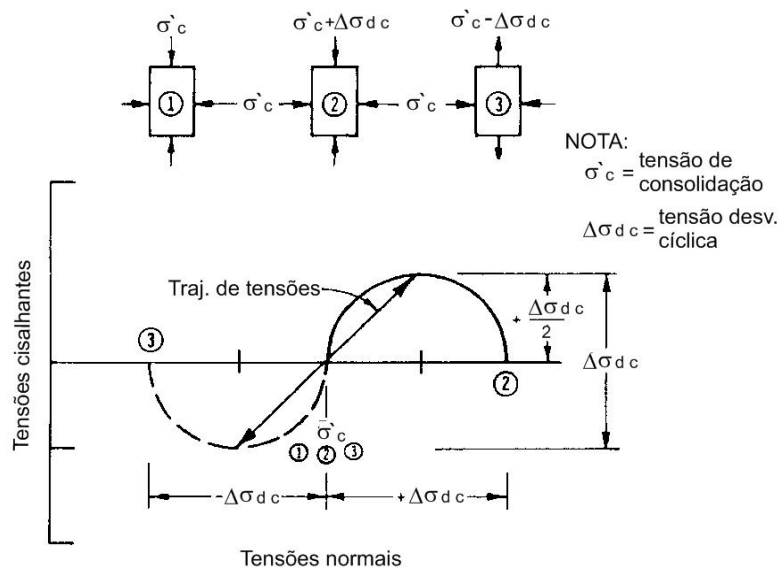 σ`c
σ`c+Δσdc
σ`c-Δσdc
① σ`c ② σ`c ③
NOTA:
σ`c = tensão de
consolidação
Δσdc = tensão desv.
cíclica
Tensões cisalhantes
Traj. de tensões
+ Δσdc
2
Δσdc
③
②
σ̄`c
① ② ③
-Δσdc
+Δσdc
Tensões normais